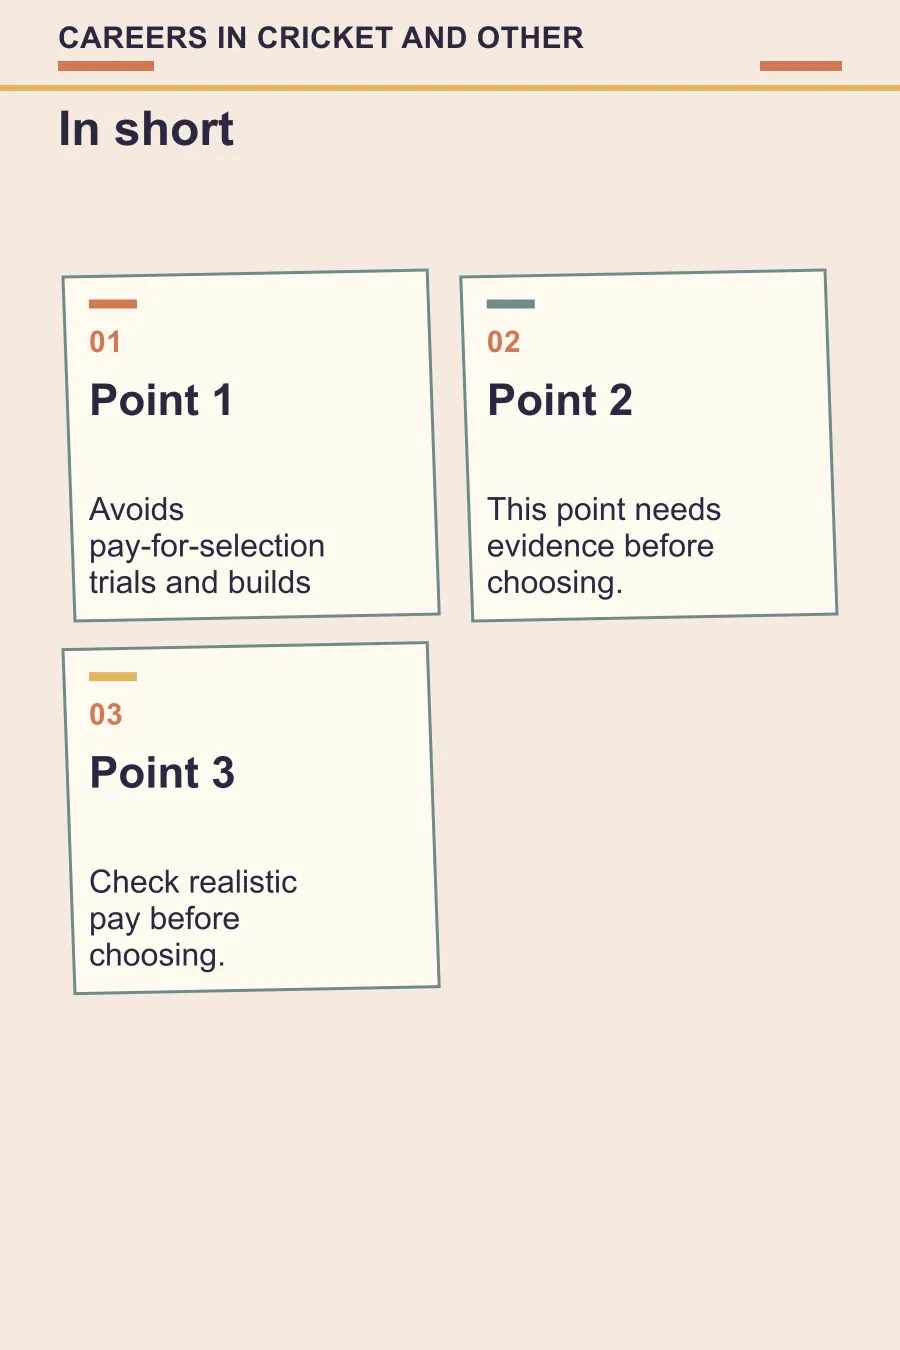 CAREERS IN CRICKET AND OTHER
In short
01
Point 1
Avoids
pay-for-selection
trials and builds
02
Point 2
This point needs
evidence before
choosing.
03
Point 3
Check realistic
pay before
choosing.